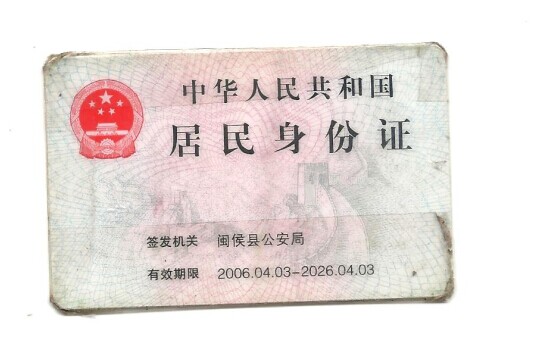 中华人民共和国
居民身份证
签发机关 闽侯县公安局
有效期限 2006.04.03-2026.04.03